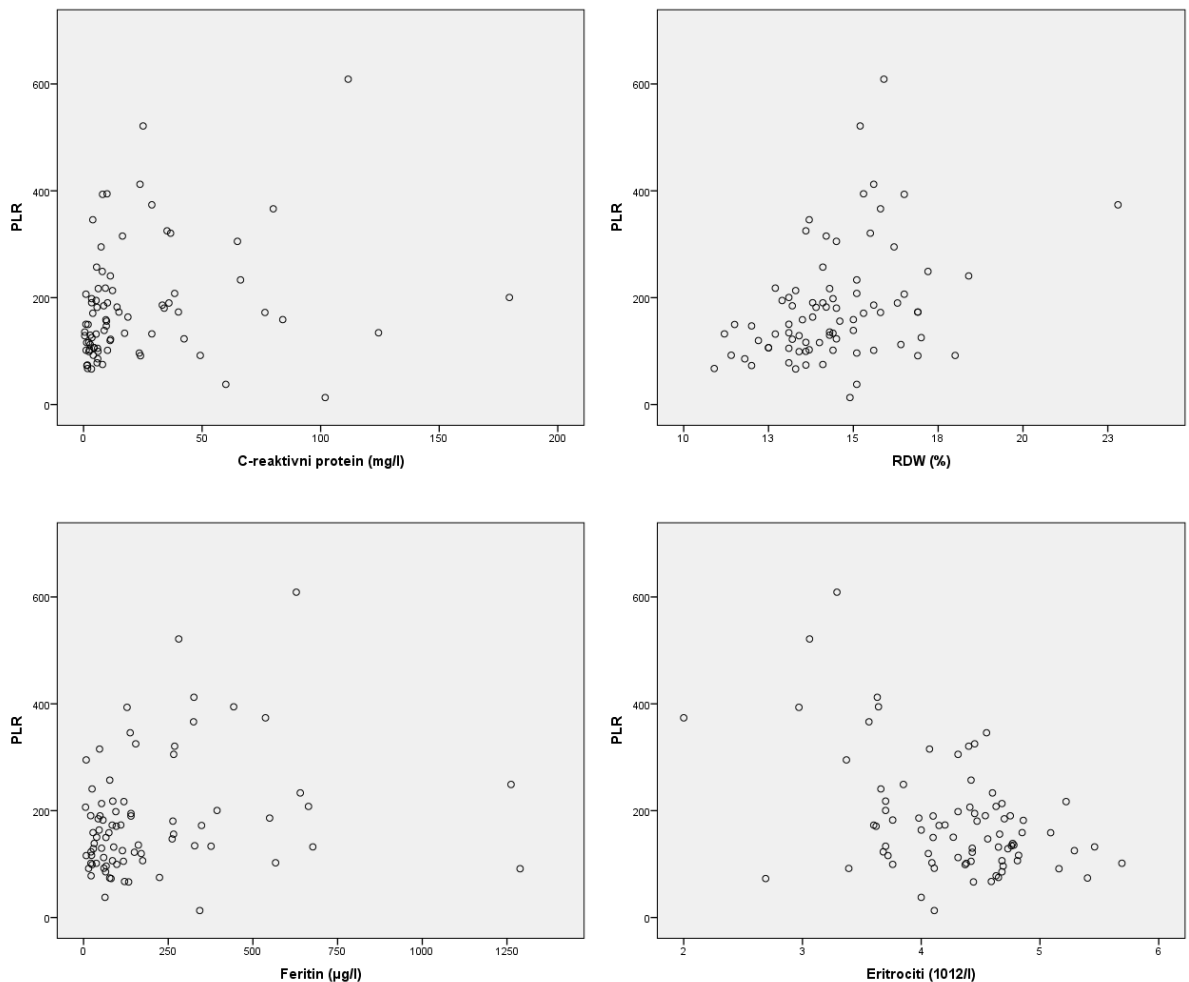 PLR
600
400
200
0
0 50 100 150 200
C-reaktivni protein (mg/l)
PLR
600
400
200
0
10 13 15 18 20 23
RDW (%)
PLR
600
400
200
0
0 250 500 750 1000 1250
Feritin (µg/l)
PLR
600
400
200
0
2 3 4 5 6
Eritrociti (1012/l)